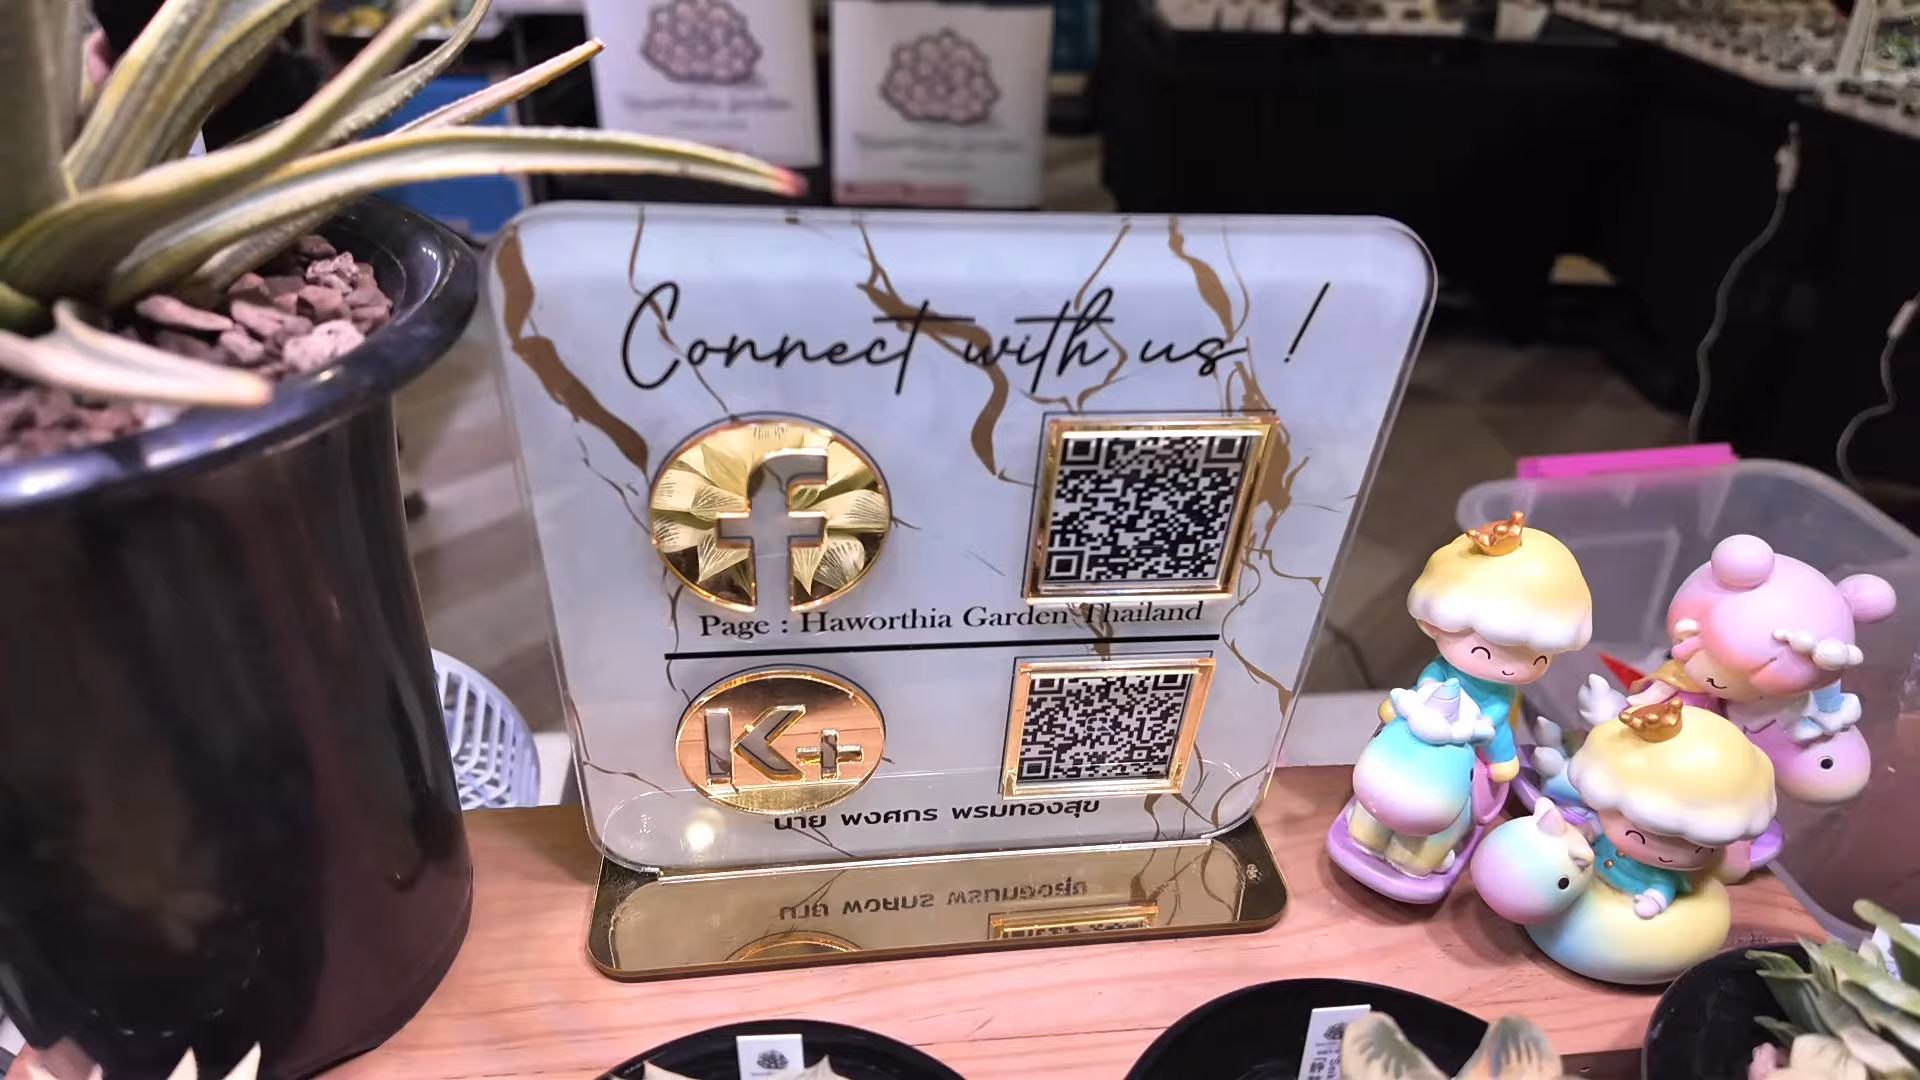 Connect with us !
f
Page : Haworthia Garden Thailand
K+
นาย พงศกร พรมทองสุข